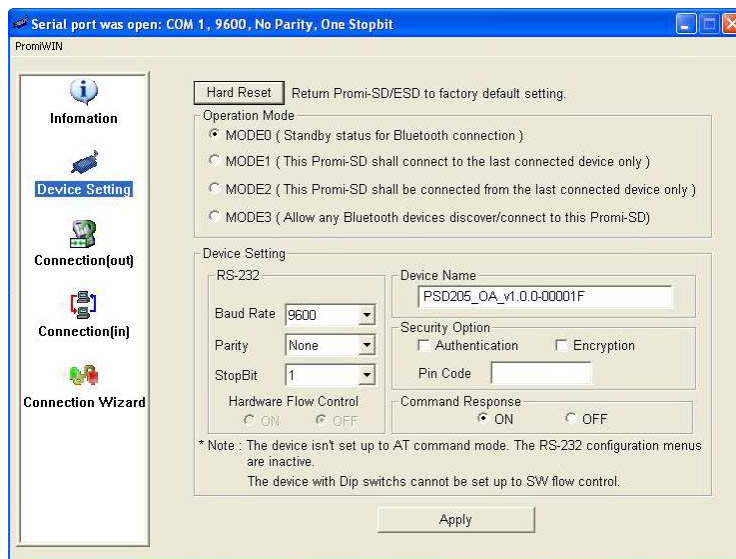 Serial port was open: COM 1, 9600, No Parity, One Stopbit
PromiWIN
Infomation
Device Setting
Connection(out)
Connection(in)
Connection Wizard
Hard Reset Return Promi-SD/ESD to factory default setting.
Operation Mode
MODE0 ( Standby status for Bluetooth connection )
MODE1 ( This Promi-SD shall connect to the last connected device only )
MODE2 ( This Promi-SD shall be connected from the last connected device only )
MODE3 ( Allow any Bluetooth devices discover/connect to this Promi-SD)
Device Setting
RS-232
Baud Rate 9600
Parity None
StopBit 1
Hardware Flow Control
ON OFF
Device Name
PSD205_OA_v1.0.0-00001F
Security Option
Authentication Encryption
Pin Code
Command Response
ON OFF
* Note : The device isn't set up to AT command mode. The RS-232 configuration menus
are inactive.
The device with Dip switchs cannot be set up to SW flow control.
Apply